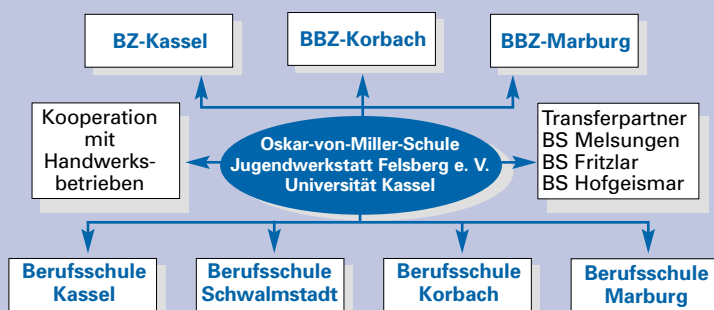 BZ-Kassel
BBZ-Korbach
BBZ-Marburg
Kooperation
mit
Handwerks-
betrieben
Oskar-von-Miller-Schule
Jugendwerkstatt Felsberg e. V.
Universität Kassel
Transferpartner
BS Melsungen
BS Fritzlar
BS Hofgeismar
Berufsschule
Kassel
Berufsschule
Schwalmstadt
Berufsschule
Korbach
Berufsschule
Marburg